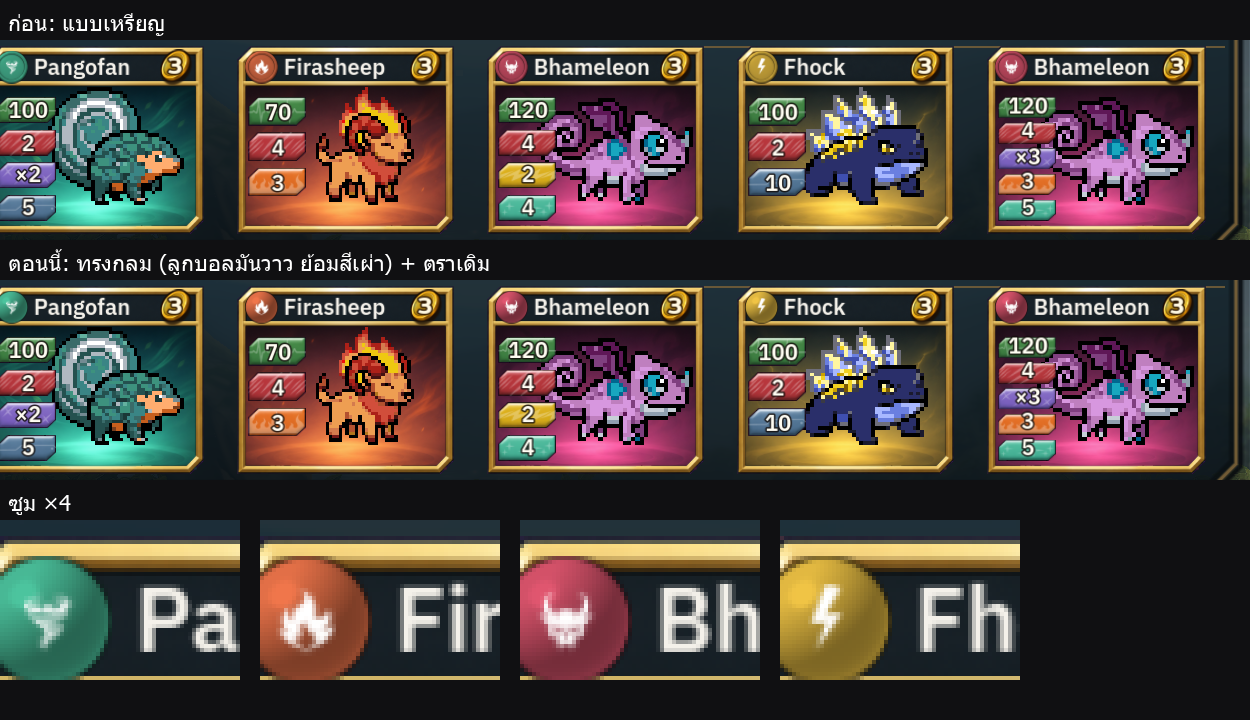 ก่อน: แบบเหรียญ
Pangofan 3 Firasheep 3 Bhameleon 3 Fhock 3 Bhameleon 3
100 70 120 100 120
2 4 4 2 4
×2 3 2 10 ×3
5 4 3
5
ตอนนี้: ทรงกลม (ลูกบอลมันวาว ย้อมสีเผ่า) + ตราเดิม
Pangofan 3 Firasheep 3 Bhameleon 3 Fhock 3 Bhameleon 3
100 70 120 100 120
2 4 4 2 4
×2 3 2 10 ×3
5 4 3
5
ซูม ×4
Pa Fir Bh Fh